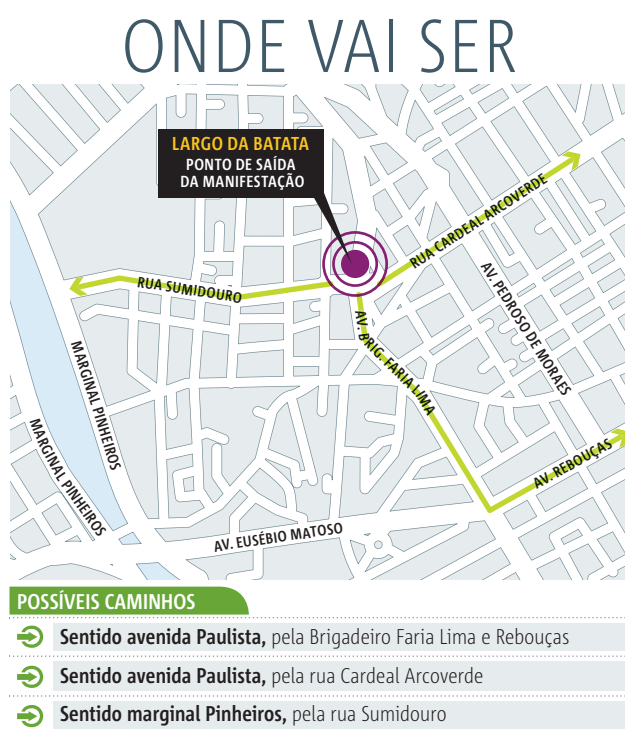 ONDE VAI SER
LARGO DA BATATA
PONTO DE SAÍDA
DA MANIFESTAÇÃO
RUA CARDEAL ARCOVERDE
RUA SUMIDOURO
AV. PEDROSO DE MORAES
AV. BRIG. FARIA LIMA
MARGINAL PINHEIROS
MARGINAL PINHEIROS
AV. REBOUÇAS
AV. EUSÉBIO MATOSO
POSSÍVEIS CAMINHOS
Sentido avenida Paulista, pela Brigadeiro Faria Lima e Rebouças
Sentido avenida Paulista, pela rua Cardeal Arcoverde
Sentido marginal Pinheiros, pela rua Sumidouro